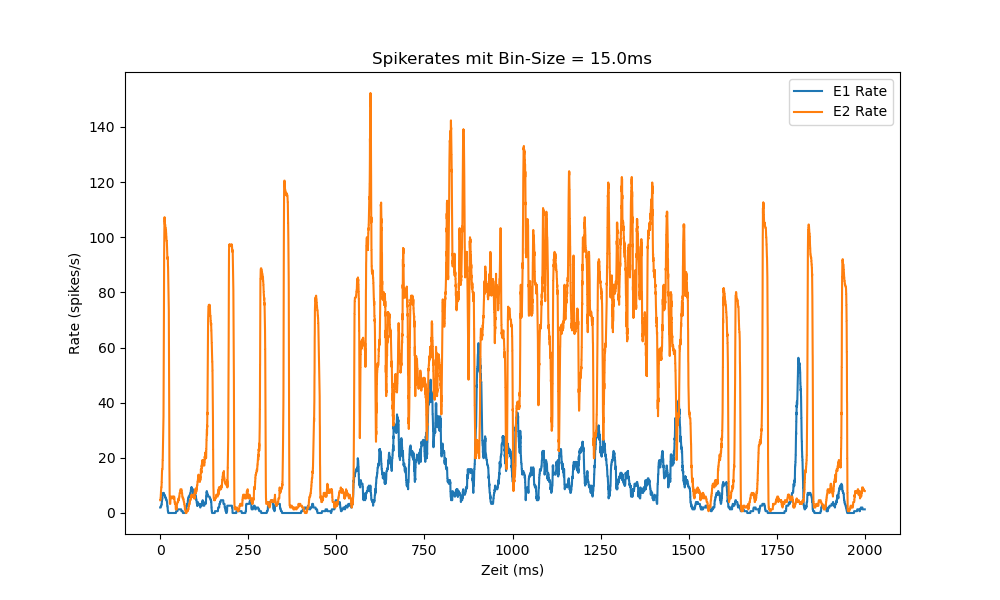 Spikerates mit Bin-Size = 15.0ms
E1 Rate
E2 Rate
140
120
100
80
60
40
20
0
Rate (spikes/s)
0 250 500 750 1000 1250 1500 1750 2000
Zeit (ms)